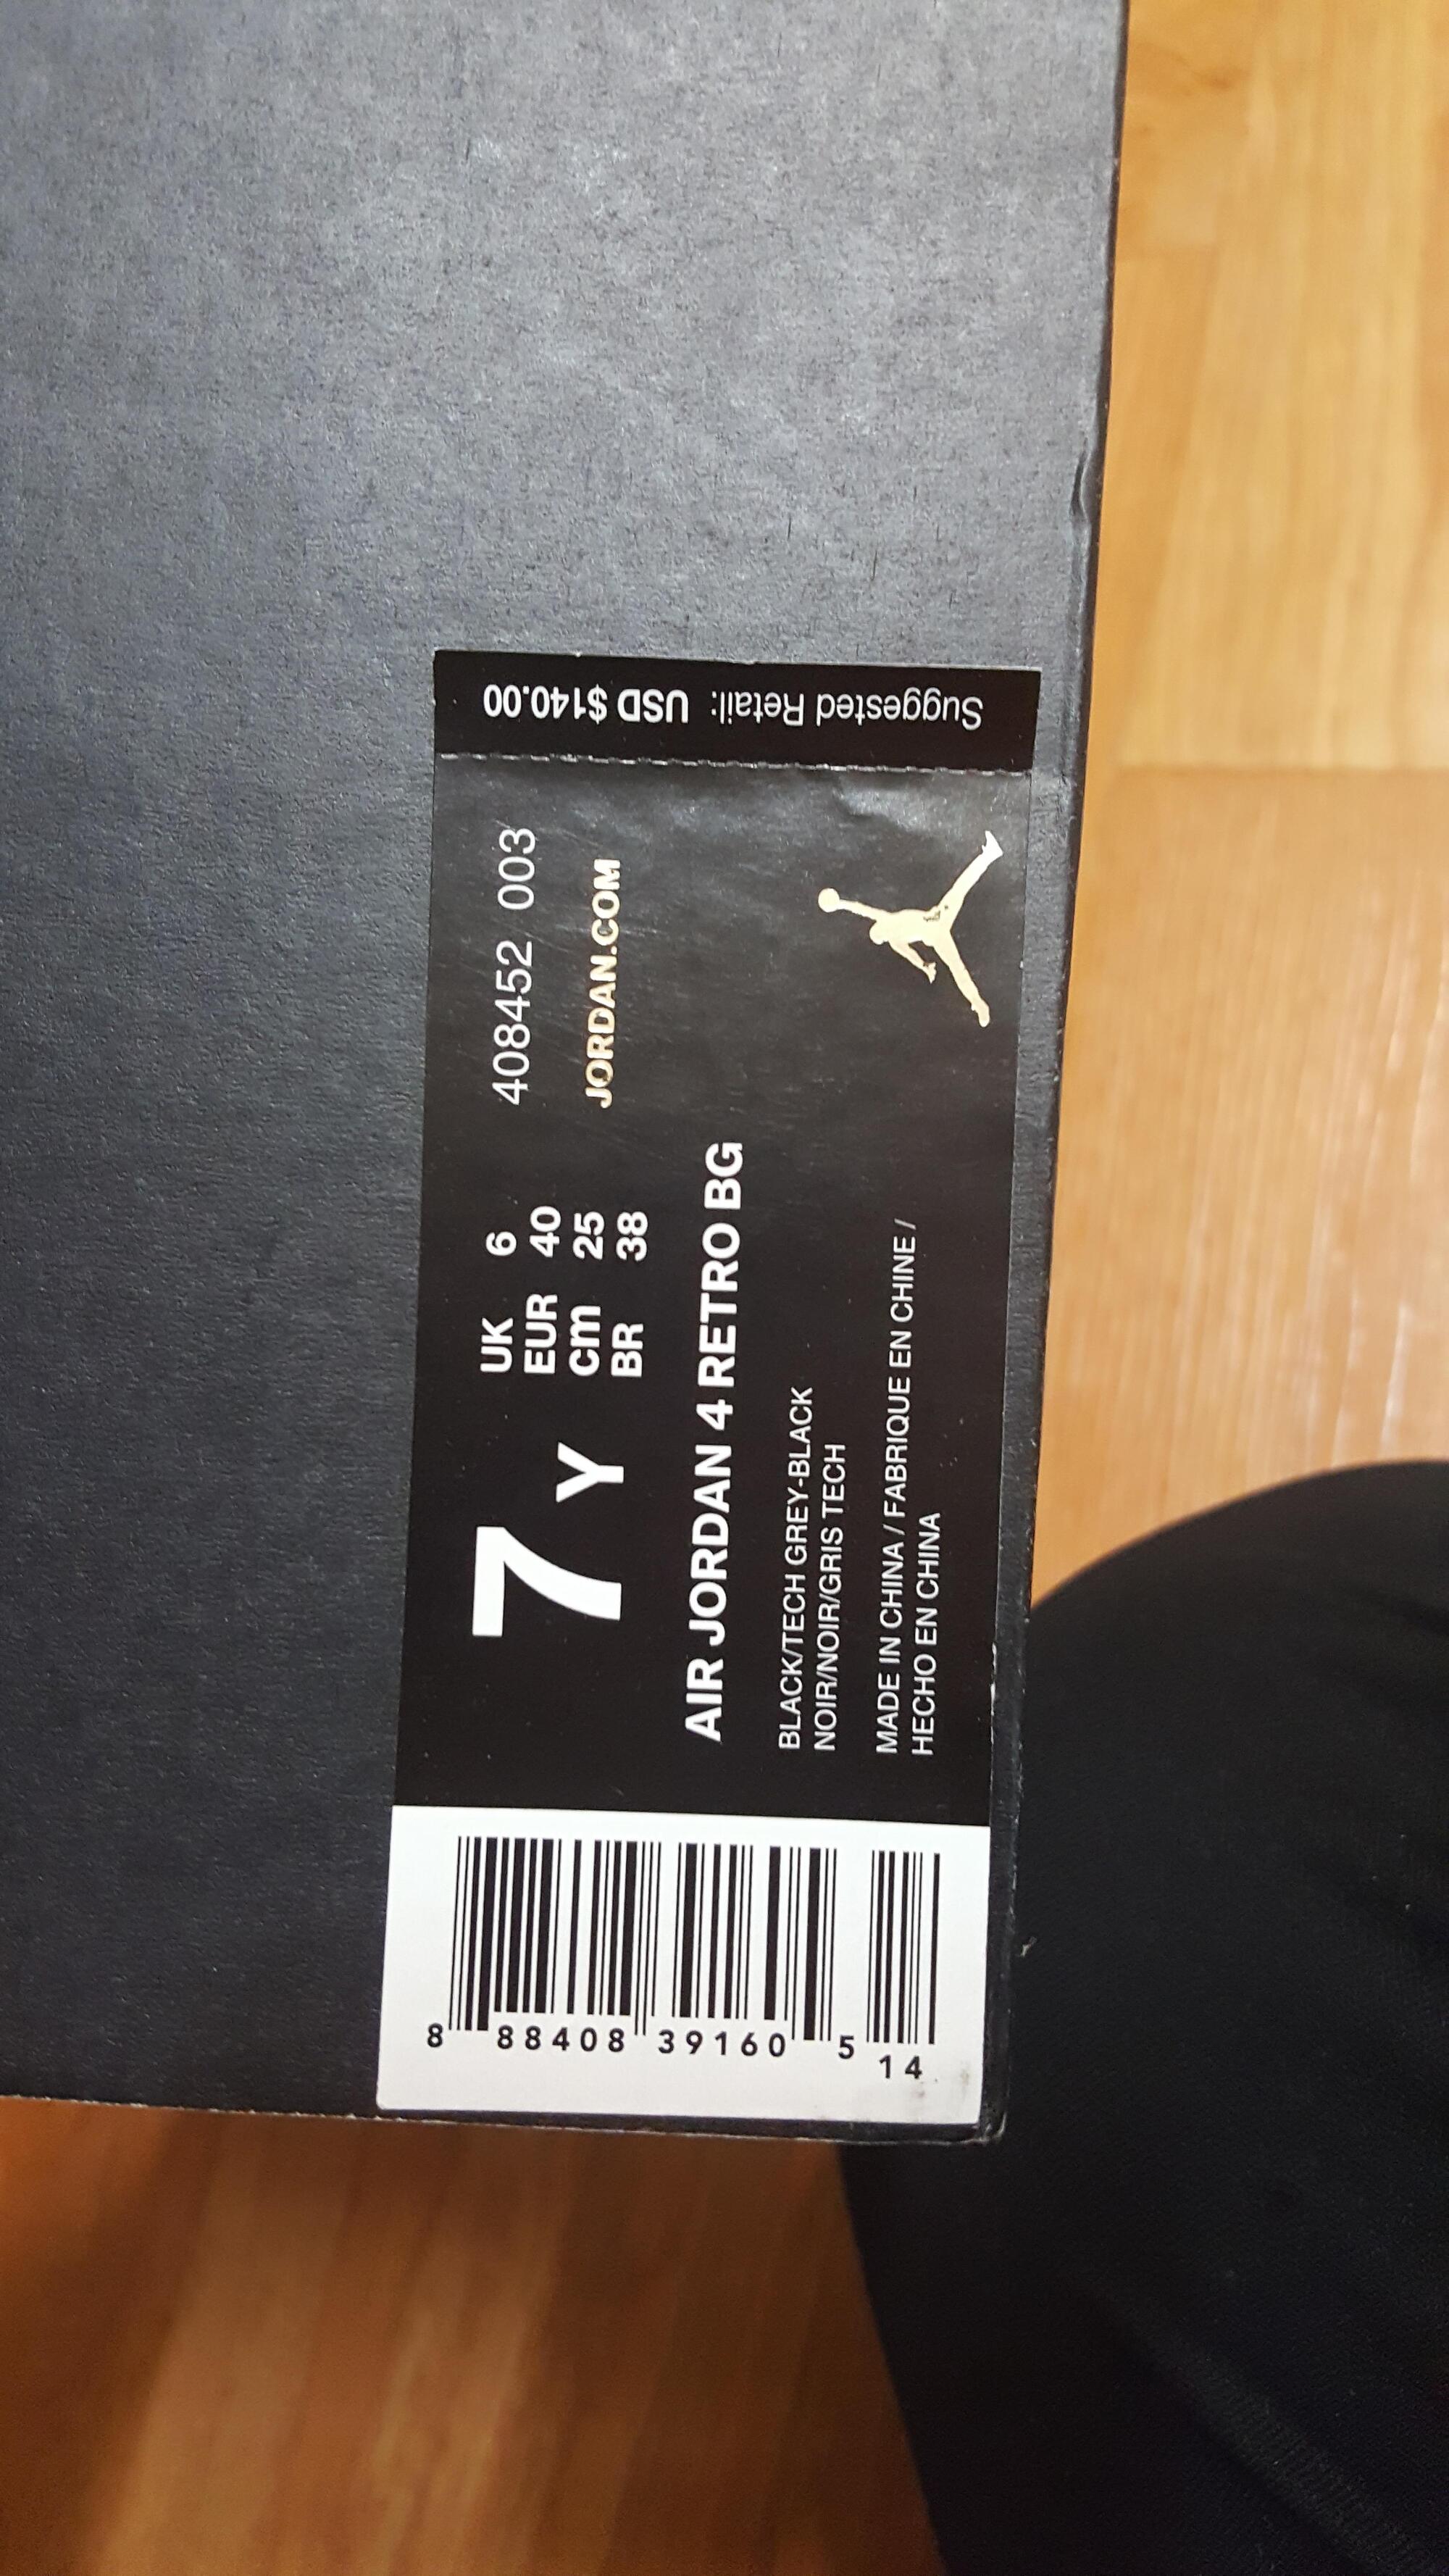 Suggested Retail: USD $140.00
7 Y
UK 6
EUR 40
cm 25
BR 38
408452 003
JORDAN.COM
AIR JORDAN 4 RETRO BG
BLACK/TECH GREY-BLACK
NOIR/NOIR/GRIS TECH
MADE IN CHINA / FABRIQUE EN CHINE /
HECHO EN CHINA
8 88408 39160 5 14